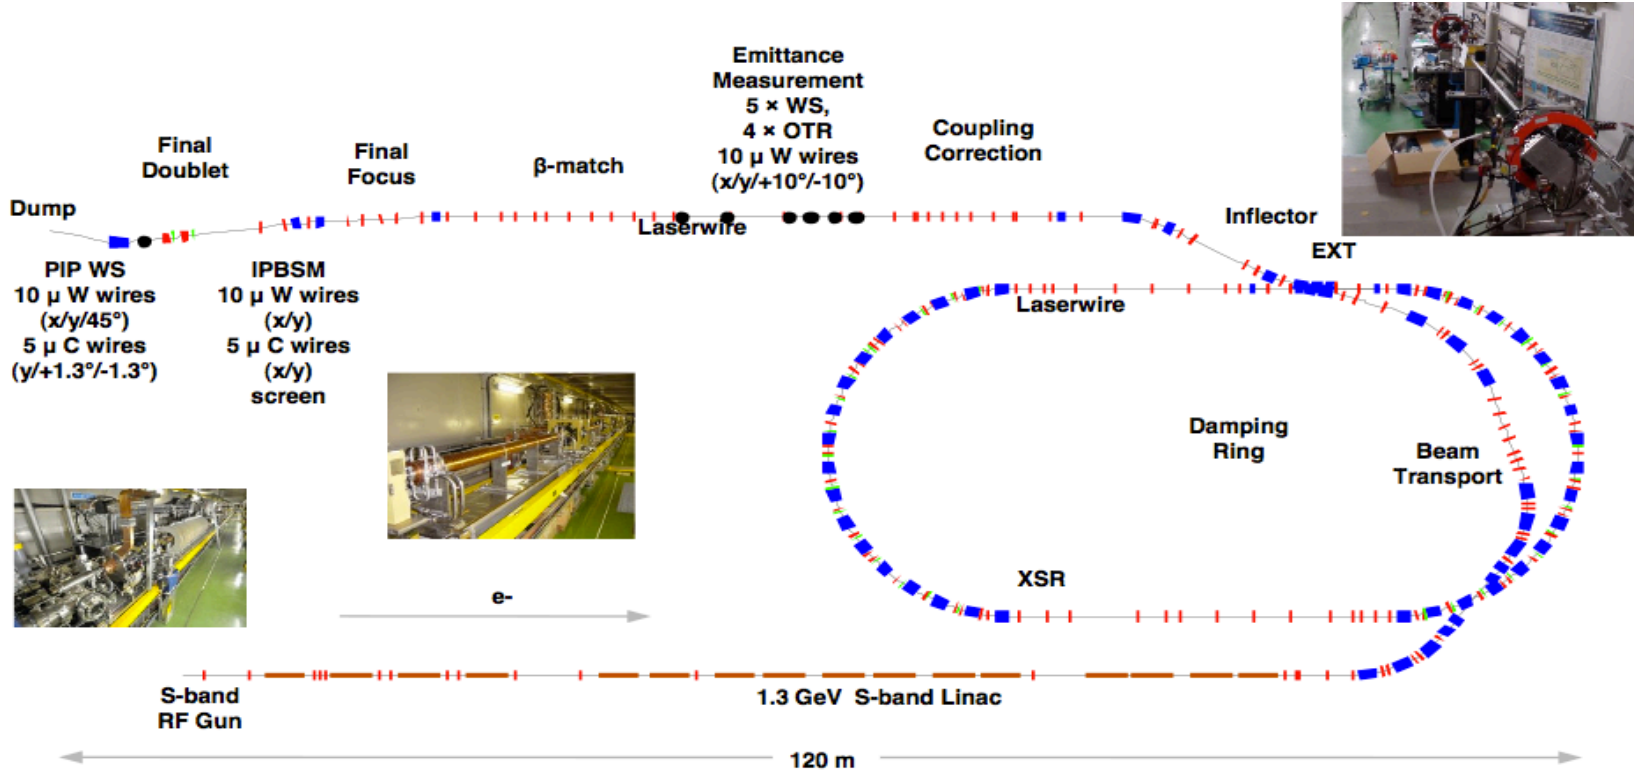 Emittance
Measurement
5 × WS,
4 × OTR
10 µ W wires
(x/y/+10°/-10°)
Coupling
Correction
Final
Doublet
Final
Focus
β-match
Dump
Laserwire
Inflector
EXT
PIP WS
10 µ W wires
(x/y/45°)
5 µ C wires
(y/+1.3°/-1.3°)
IPBSM
10 µ W wires
(x/y)
5 µ C wires
(x/y)
screen
Laserwire
Damping
Ring
Beam
Transport
XSR
e-
S-band
RF Gun
1.3 GeV S-band Linac
120 m